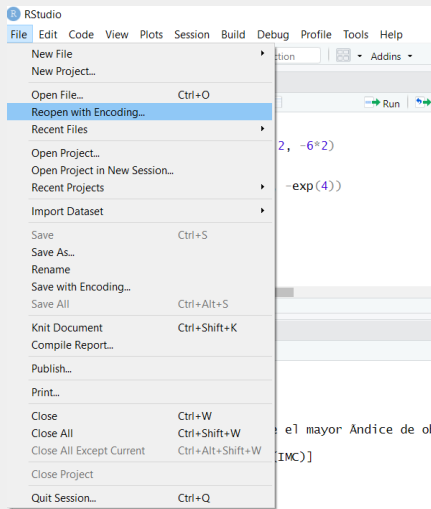 RStudio
File Edit Code View Plots Session Build Debug Profile Tools Help
New File
ction Addins
New Project...
Open File... Ctrl+O
Reopen with Encoding...
Run
Recent Files
2, -6*2)
Open Project...
Open Project in New Session...
Recent Projects
-exp(4))
Import Dataset
Save Ctrl+S
Save As...
Rename
Save with Encoding...
Save All Ctrl+Alt+S
Knit Document Ctrl+Shift+K
Compile Report...
Publish...
Print...
Close Ctrl+W
Close All Ctrl+Shift+W
el mayor Ãndice de ob
Close All Except Current Ctrl+Alt+Shift+W
[IMC)]
Close Project
Quit Session... Ctrl+Q